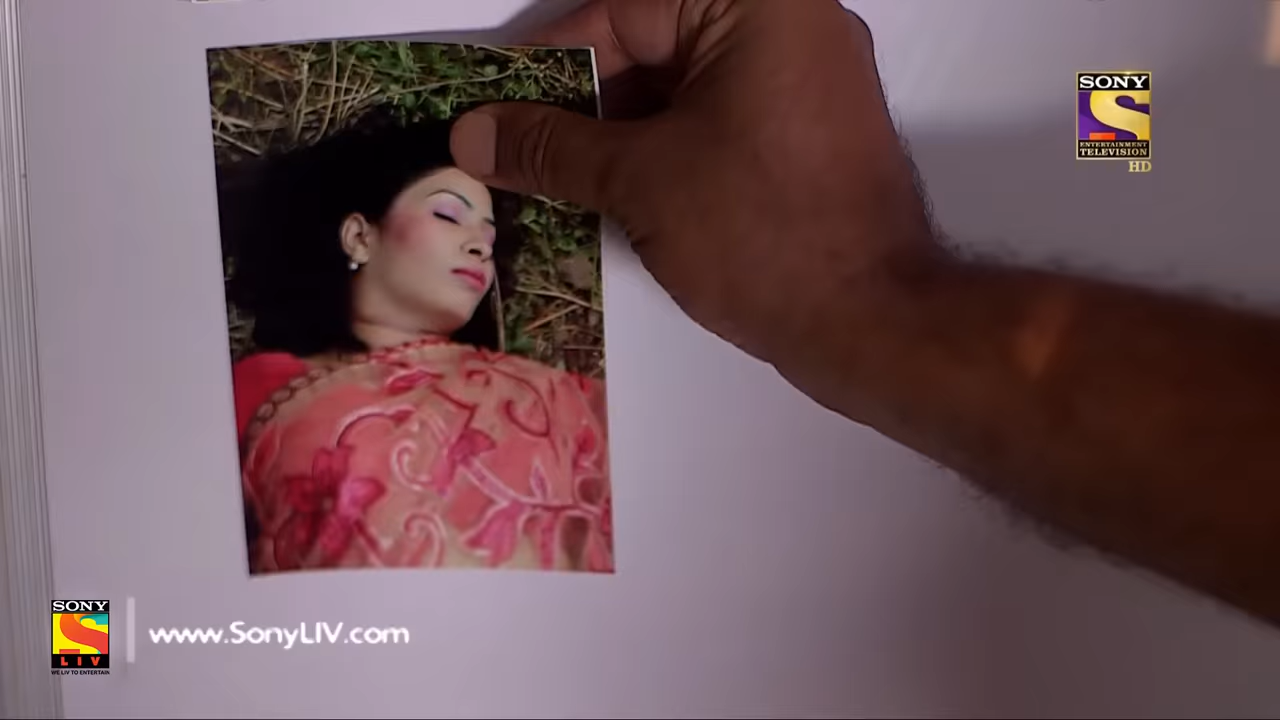 SONY
ENTERTAINMENT
TELEVISION
HD
SONY
LIV
WE LIV TO ENTERTAIN
www.SonyLIV.com